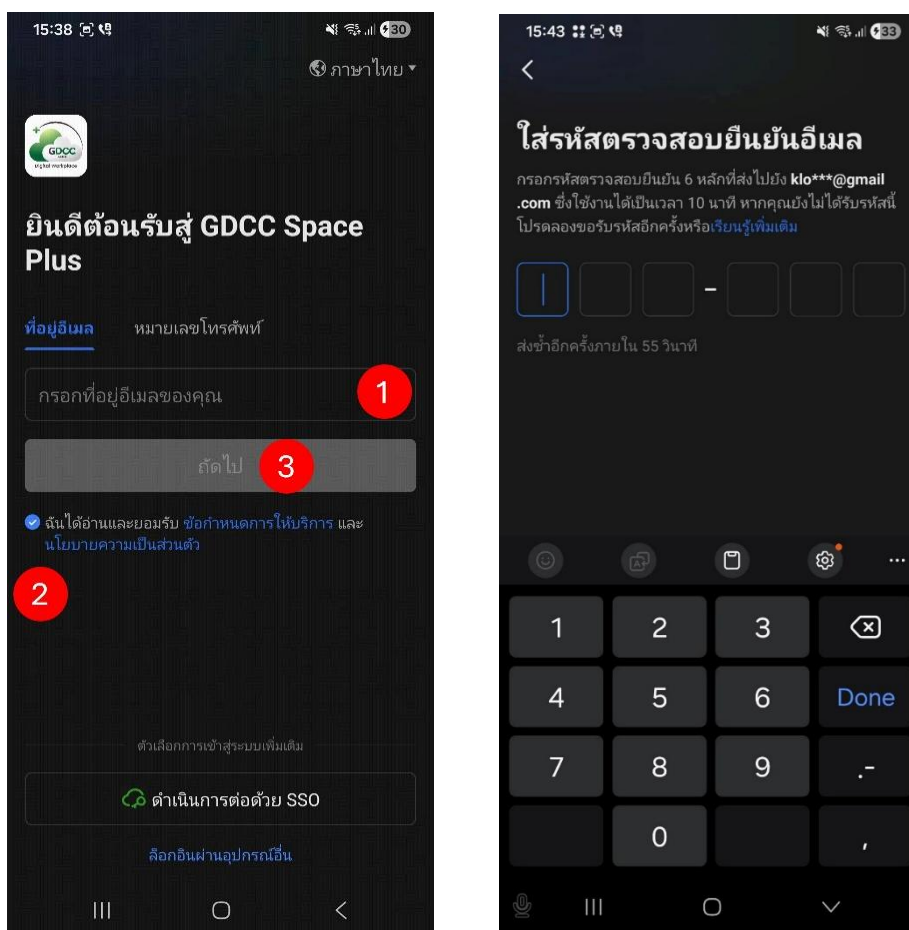 15:38
30
ภาษาไทย
GDCC
Digital Workplace
ยินดีต้อนรับสู่ GDCC Space
Plus
ที่อยู่อีเมล หมายเลขโทรศัพท์
กรอกที่อยู่อีเมลของคุณ 1
ถัดไป 3
ฉันได้อ่านและยอมรับ ข้อกำหนดการให้บริการ และ
นโยบายความเป็นส่วนตัว
2
ตัวเลือกการเข้าสู่ระบบเพิ่มเติม
ดำเนินการต่อด้วย SSO
ล็อกอินผ่านอุปกรณ์อื่น
15:43
33
ใส่รหัสตรวจสอบยืนยันอีเมล
กรอกรหัสตรวจสอบยืนยัน 6 หลักที่ส่งไปยัง klo***@gmail
.com ซึ่งใช้งานได้เป็นเวลา 10 นาที หากคุณยังไม่ได้รับรหัสนี้
โปรดลองขอรับรหัสอีกครั้งหรือเรียนรู้เพิ่มเติม
–
ส่งซ้ำอีกครั้งภายใน 55 วินาที
1 2 3
4 5 6 Done
7 8 9 .-
0 ,